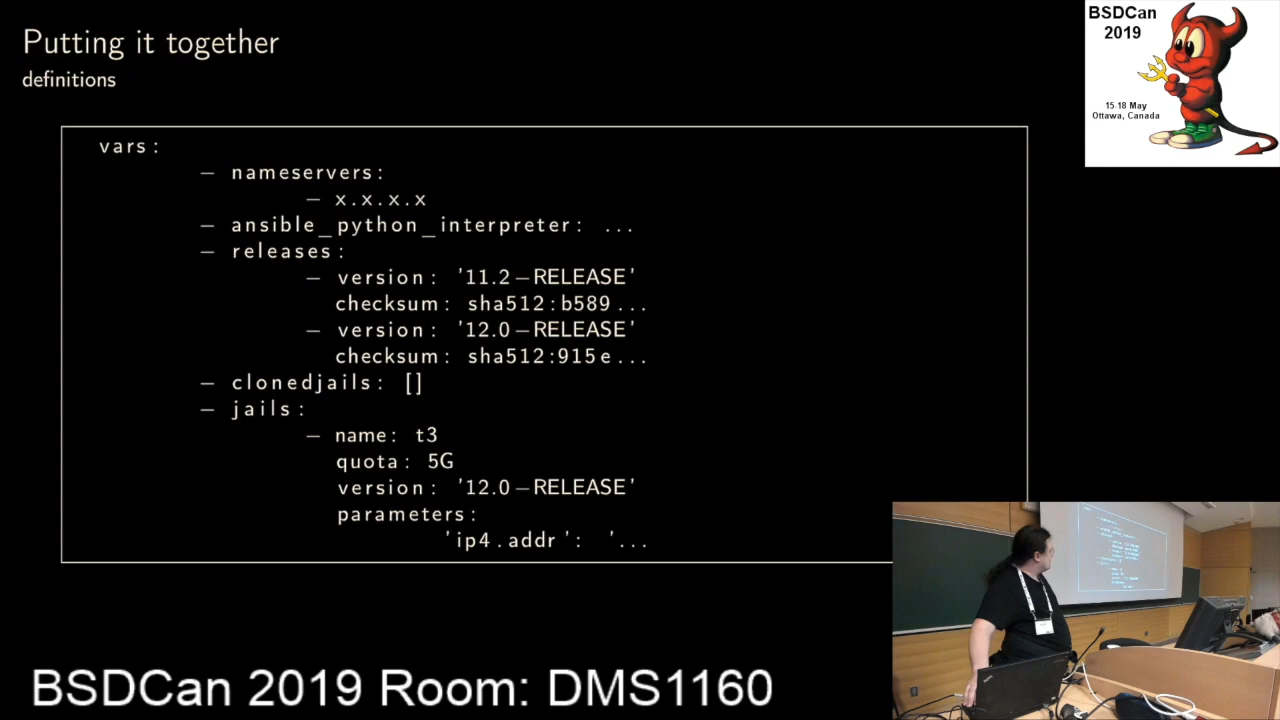 Putting it together
definitions
vars:
– nameservers:
– x.x.x.x
– ansible_python_interpreter: ...
– releases:
– version: '11.2–RELEASE'
checksum: sha512:b589...
– version: '12.0–RELEASE'
checksum: sha512:915e...
– clonedjails: []
– jails:
– name: t3
quota: 5G
version: '12.0–RELEASE'
parameters:
'ip4.addr': '...
BSDCan
2019
15-18 May
Ottawa, Canada
BSDCan 2019 Room: DMS1160